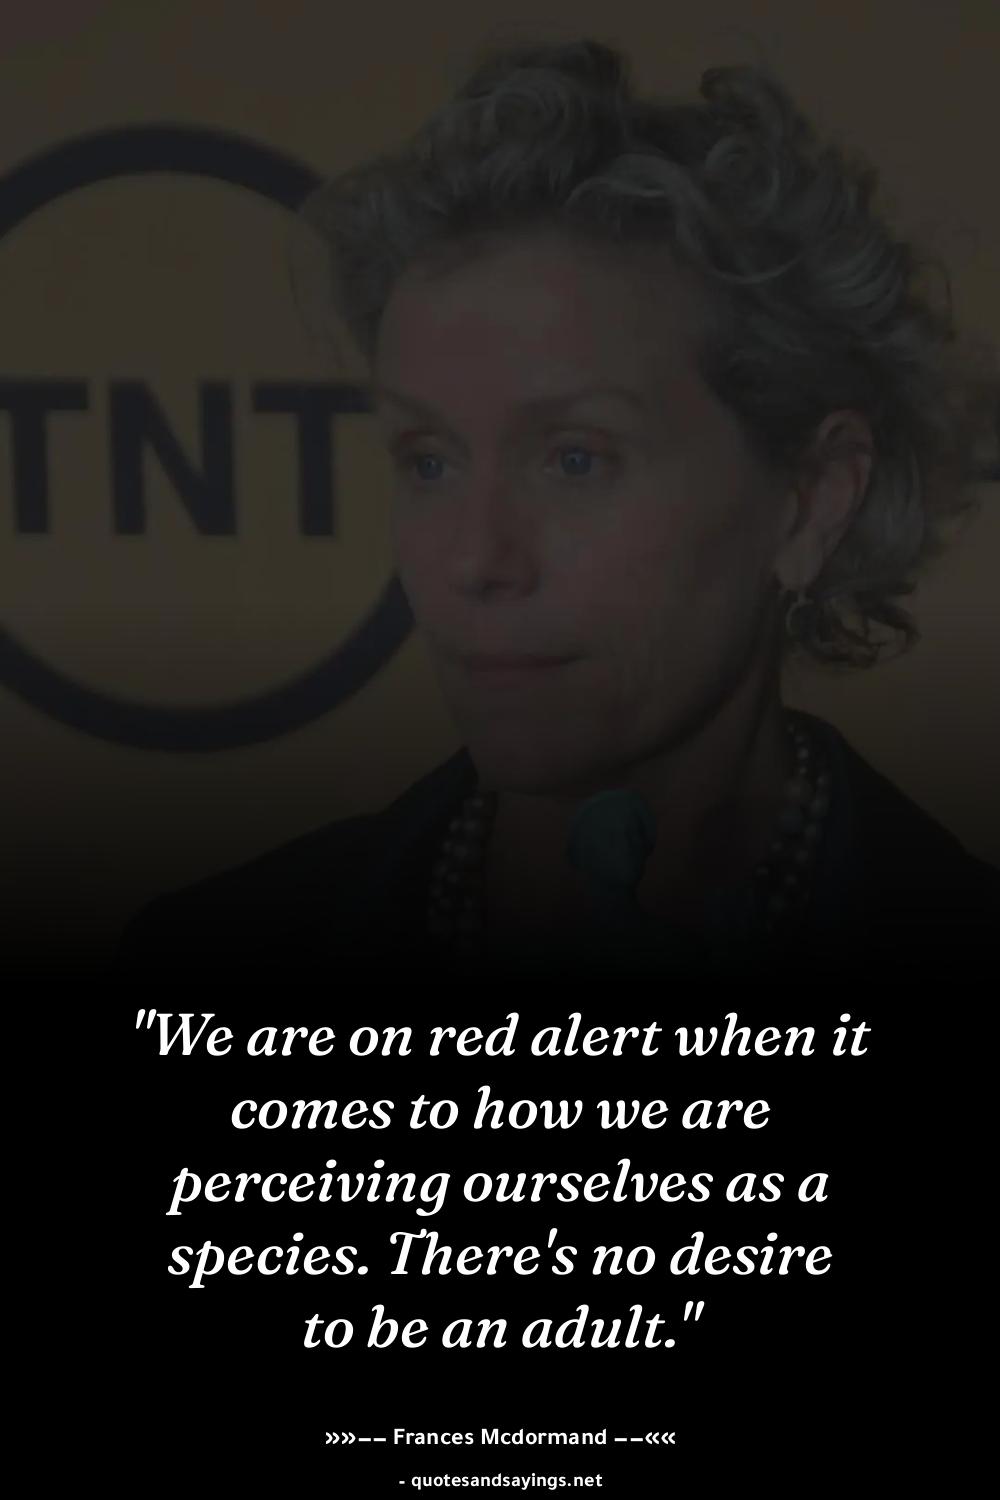 TNT
"We are on red alert when it
comes to how we are
perceiving ourselves as a
species. There's no desire
to be an adult."
»»−− Frances Mcdormand −−««
- quotesandsayings.net